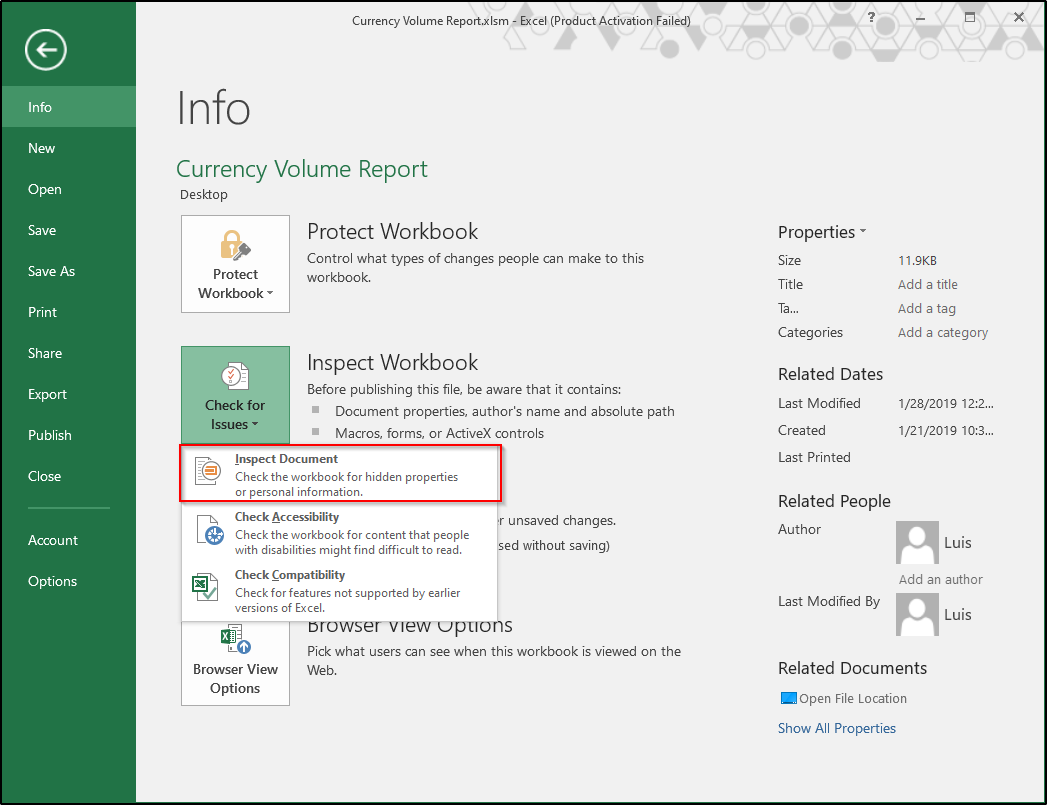 Currency Volume Report.xlsm - Excel (Product Activation Failed)
?
Info
New
Open
Save
Save As
Print
Share
Export
Publish
Close
Account
Options
Info
Currency Volume Report
Desktop
Protect
Workbook
Protect Workbook
Control what types of changes people can make to this
workbook.
Check for
Issues
Inspect Workbook
Before publishing this file, be aware that it contains:
Document properties, author's name and absolute path
Macros, forms, or ActiveX controls
Inspect Document
Check the workbook for hidden properties
or personal information.
Check Accessibility
Check the workbook for content that people
with disabilities might find difficult to read.
Check Compatibility
Check for features not supported by earlier
versions of Excel.
unsaved changes.
without saving)
Browser View
Options
Browser View Options
Pick what users can see when this workbook is viewed on the
Web.
Properties
Size 11.9KB
Title Add a title
Ta... Add a tag
Categories Add a category
Related Dates
Last Modified 1/28/2019 12:2...
Created 1/21/2019 10:3...
Last Printed
Related People
Author Luis
Add an author
Last Modified By Luis
Related Documents
Open File Location
Show All Properties